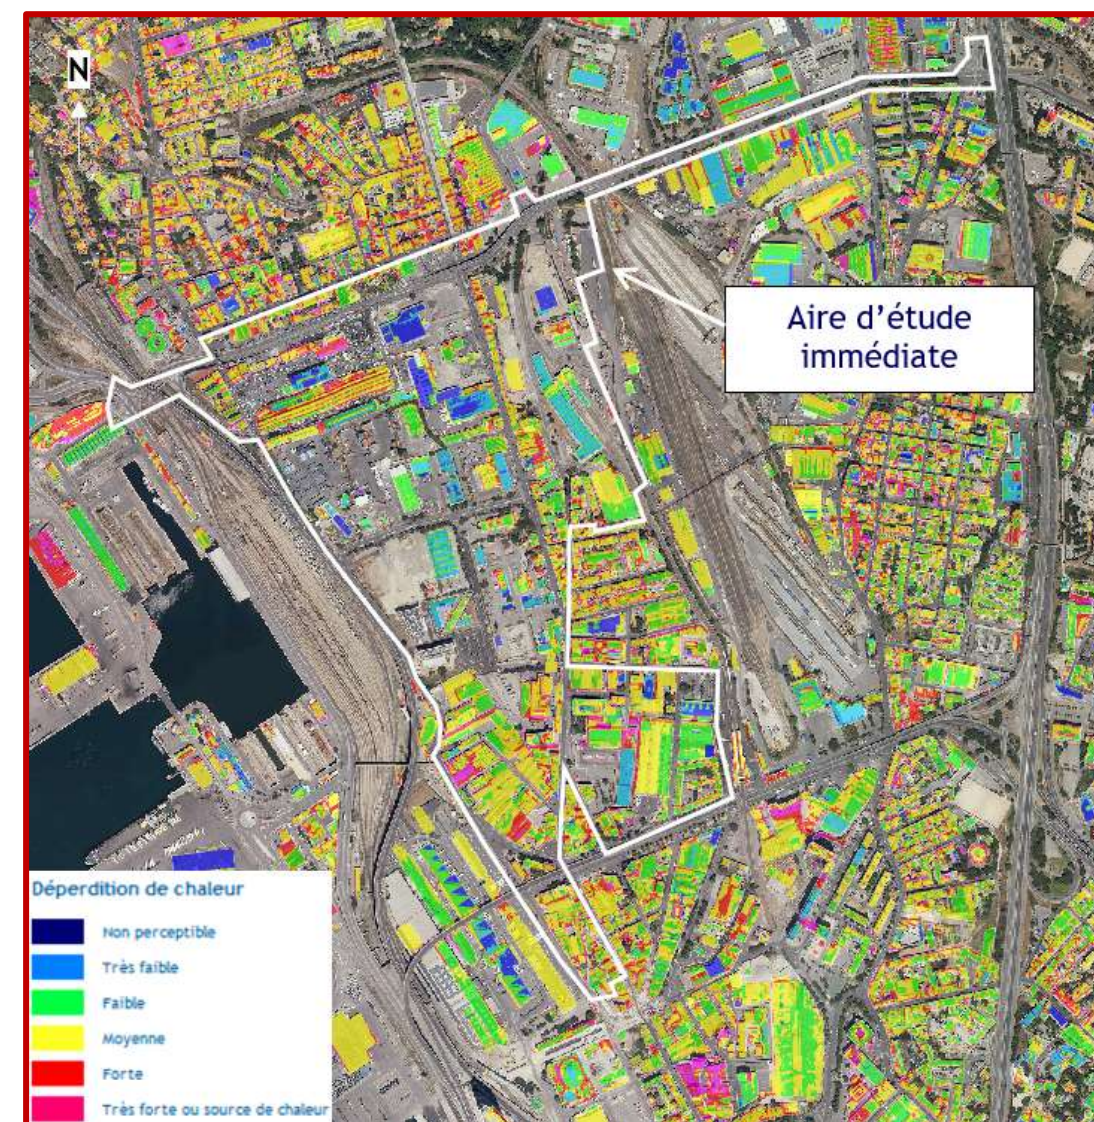 N
Aire d’étude
immédiate
Déperdition de chaleur
Non perceptible
Très faible
Faible
Moyenne
Forte
Très forte ou source de chaleur